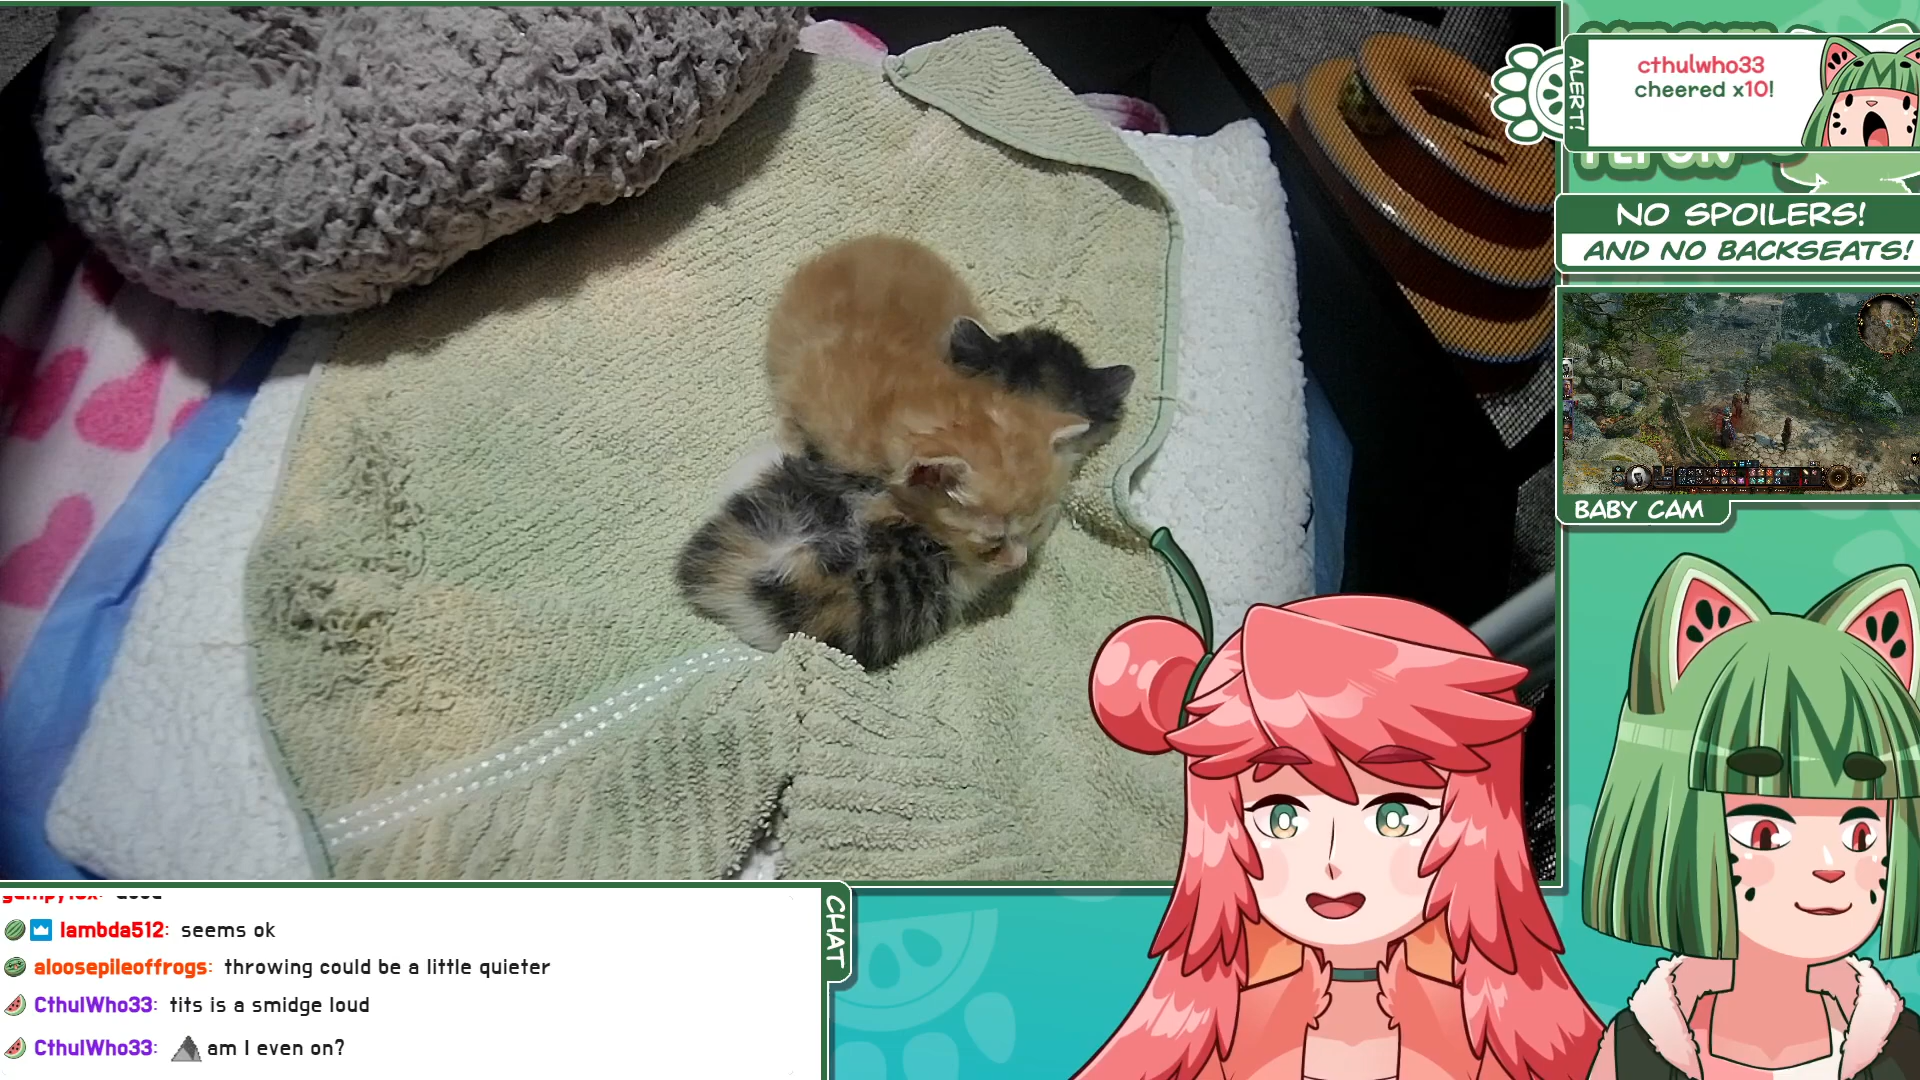 ALERT!
cthulwho33
cheered x10!
NO SPOILERS!
AND NO BACKSEATS!
BABY CAM
CHAT
lambda512: seems ok
aloosepileoffrogs: throwing could be a little quieter
CthulWho33: tits is a smidge loud
CthulWho33: am I even on?